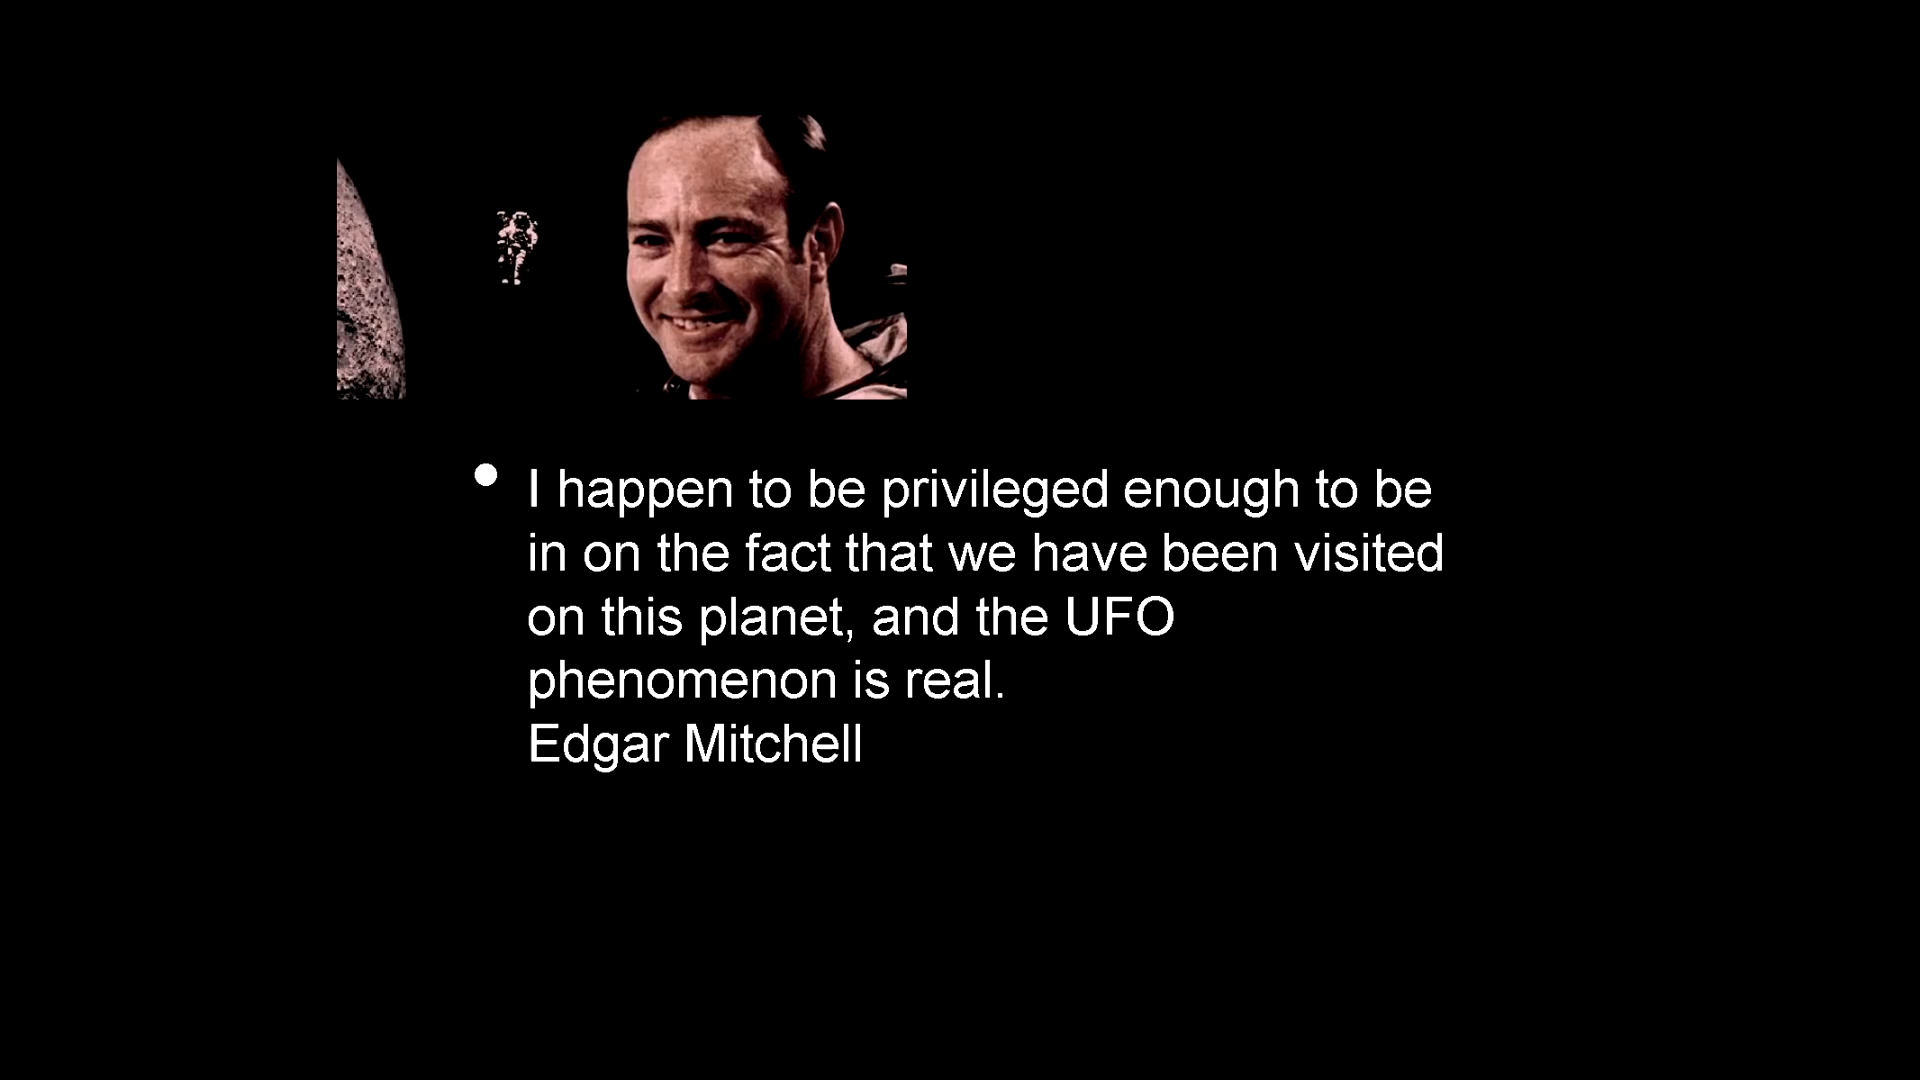 • I happen to be privileged enough to be
in on the fact that we have been visited
on this planet, and the UFO
phenomenon is real.
Edgar Mitchell